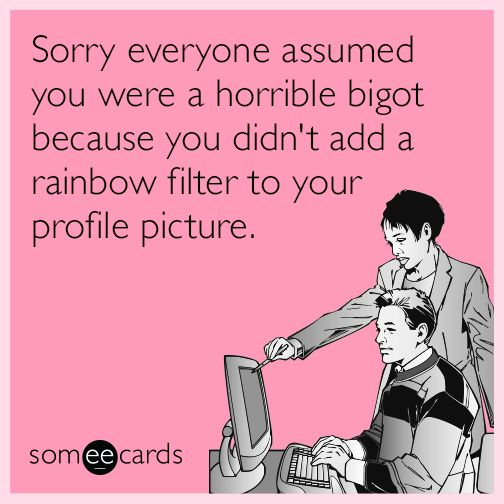 Sorry everyone assumed
you were a horrible bigot
because you didn't add a
rainbow filter to your
profile picture.
someecards